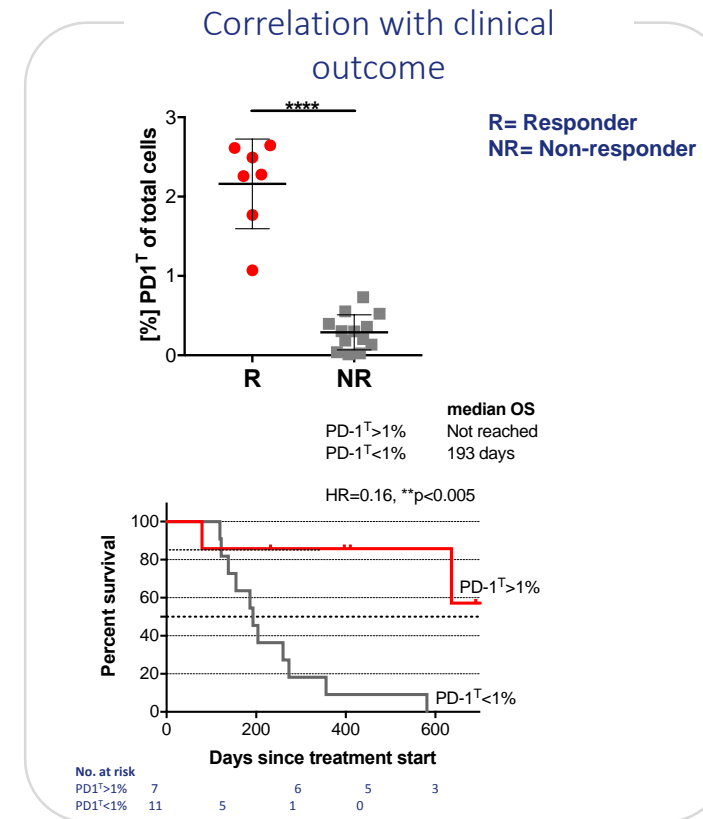 Correlation with clinical
outcome
****
R= Responder
NR= Non-responder
[%] PD1ᵀ of total cells
3
2
1
0
R NR
median OS
PD-1ᵀ>1% Not reached
PD-1ᵀ<1% 193 days
HR=0.16, **p<0.005
Percent survival
100
80
60
40
20
0
PD-1ᵀ>1%
PD-1ᵀ<1%
0 200 400 600
Days since treatment start
No. at risk
PD1ᵀ>1% 7 6 5 3
PD1ᵀ<1% 11 5 1 0